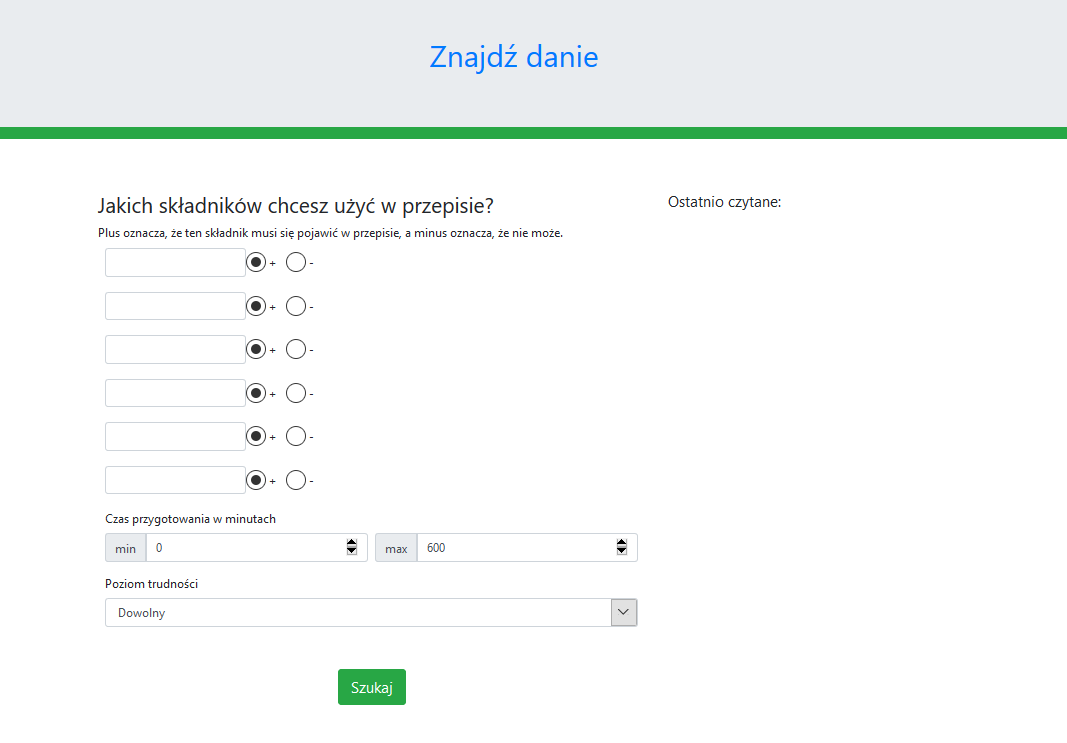 Znajdź danie
Jakich składników chcesz użyć w przepisie?
Plus oznacza, że ten składnik musi się pojawić w przepisie, a minus oznacza, że nie może.
+ -
+ -
+ -
+ -
+ -
+ -
Czas przygotowania w minutach
min 0 max 600
Poziom trudności
Dowolny
Szukaj
Ostatnio czytane: